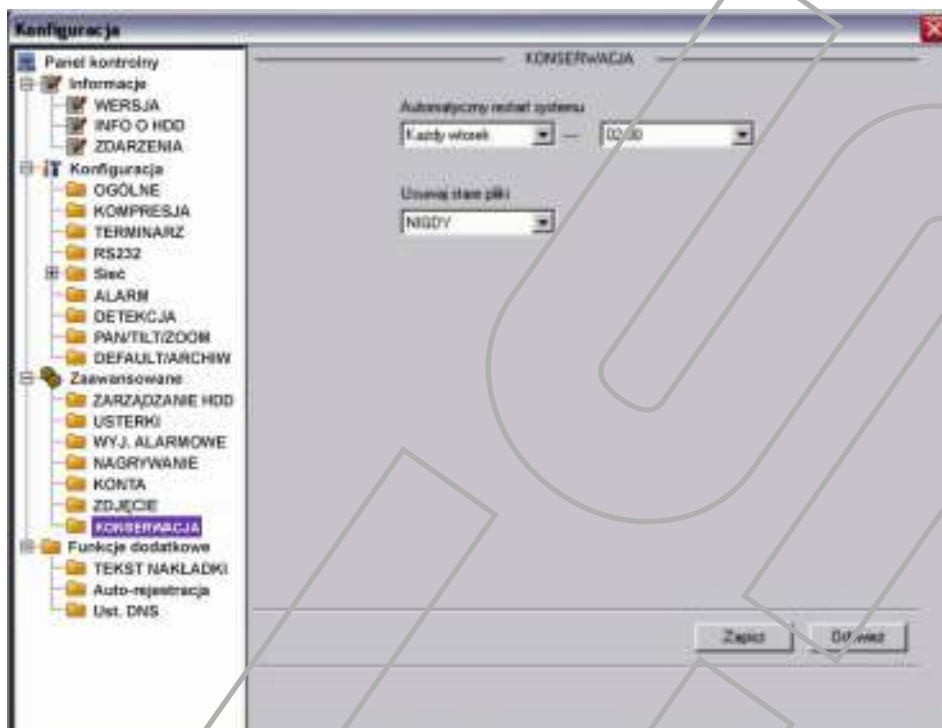 Konfiguracja
Panel kontrolny
Informacje
WERSJA
INFO O HDD
ZDARZENIA
Konfiguracja
OGÓLNE
KOMPRESJA
TERMINARZ
RS232
Sieć
ALARM
DETEKCJA
PAN/TILT/ZOOM
DEFAULT/ARCHIW
Zaawansowane
ZARZĄDZANIE HDD
USTERKI
WYJ. ALARMOWE
NAGRYWANIE
KONTA
ZDJĘCIE
KONSERWACJA
Funkcje dodatkowe
TEKST NAKLADKI
Auto-rejestracja
Ust. DNS
KONSERWACJA
Automatyczny restart systemu
Każdy wtorek — 02:00
Usuwaj stare pliki
NIGDY
Zapisz Odśwież